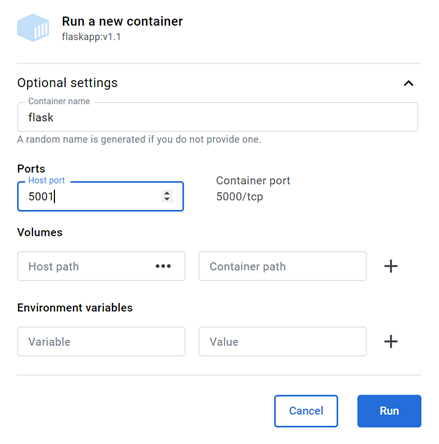 Run a new container
flaskapp:v1.1
Optional settings
Container name
flask
A random name is generated if you do not provide one.
Ports
Host port
5001
Container port
5000/tcp
Volumes
Host path
Container path
Environment variables
Variable
Value
Cancel
Run